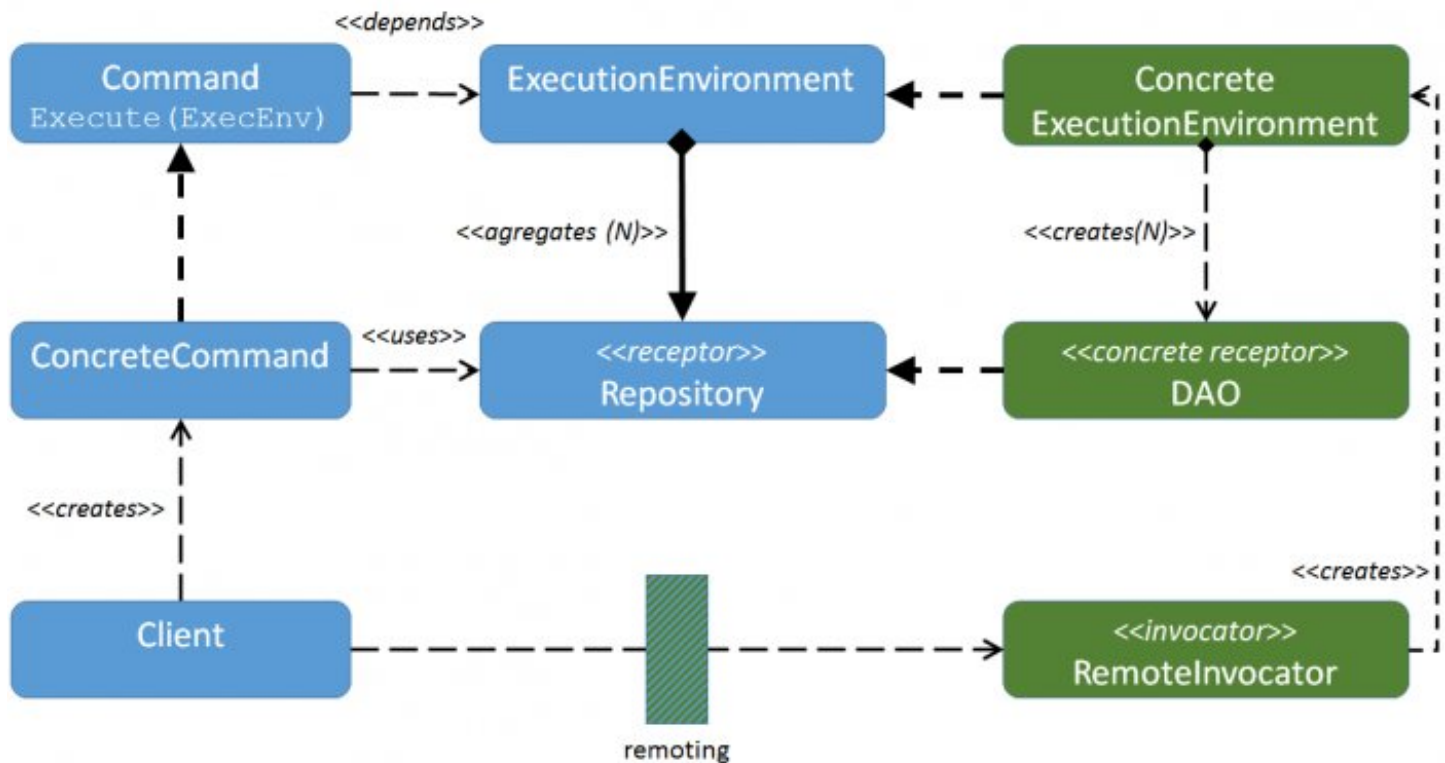 <<depends>>
Command
Execute(ExecEnv)
ExecutionEnvironment
Concrete
ExecutionEnvironment
<<agregates (N)>>
<<creates(N)>>
ConcreteCommand
<<uses>>
<<receptor>>
Repository
<<concrete receptor>>
DAO
<<creates>>
<<creates>>
Client
<<invocator>>
RemoteInvocator
remoting